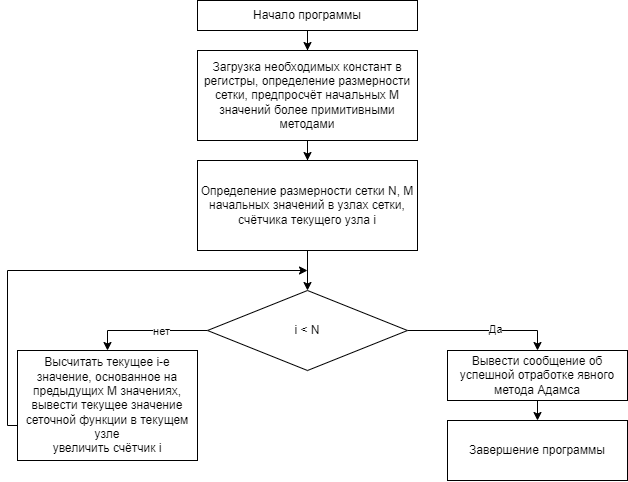 Начало программы
Загрузка необходимых констант в
регистры, определение размерности
сетки, предпросчёт начальных M
значений более примитивными
методами
Определение размерности сетки N, M
начальных значений в узлах сетки,
счётчика текущего узла i
i < N
нет
Да
Высчитать текущее i-е
значение, основанное на
предыдущих M значениях,
вывести текущее значение
сеточной функции в текущем
узле
увеличить счётчик i
Вывести сообщение об
успешной отработке явного
метода Адамса
Завершение программы